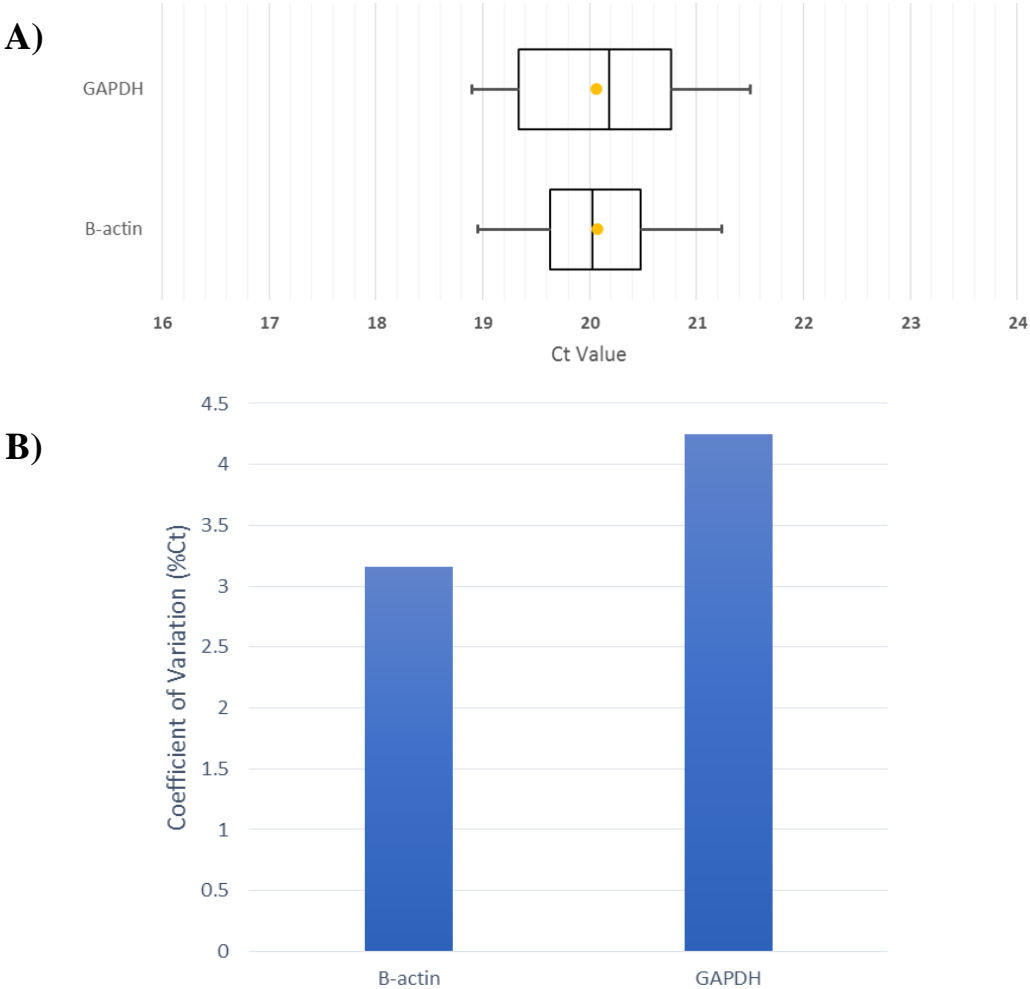 A)
GAPDH
B-actin
16 17 18 19 20 21 22 23 24
Ct Value
B)
Coefficient of Variation (%Ct)
4.5
4
3.5
3
2.5
2
1.5
1
0.5
0
B-actin GAPDH